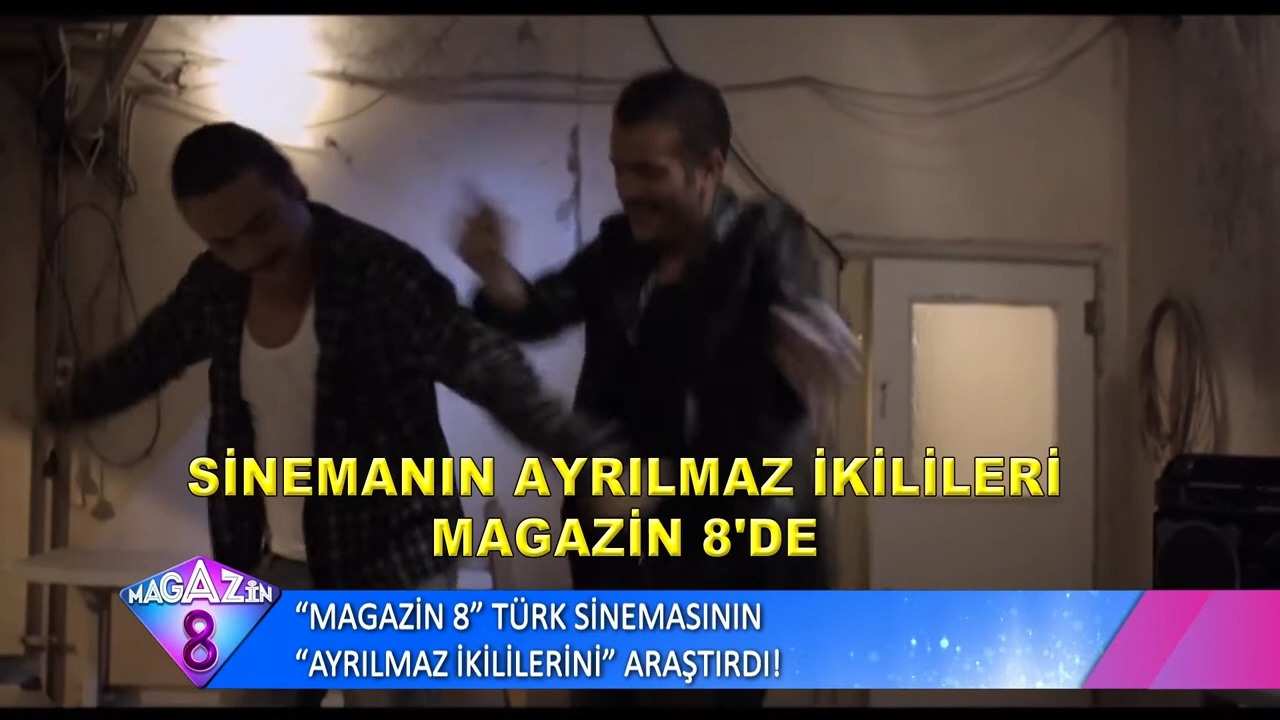 SİNEMANIN AYRILMAZ İKİLİLERİ
MAGAZİN 8'DE
MAGAZİN
8
“MAGAZİN 8” TÜRK SİNEMASININ
“AYRILMAZ İKİLİLERİNİ” ARAŞTIRDI!